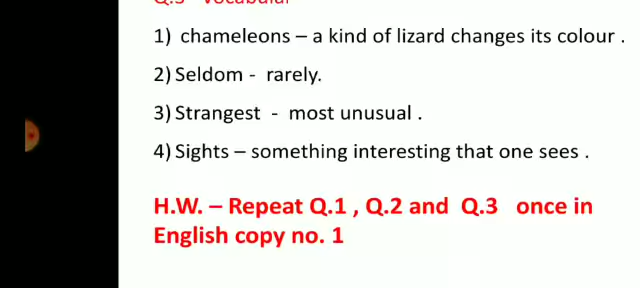 1) chameleons – a kind of lizard changes its colour .
2) Seldom - rarely.
3) Strangest - most unusual .
4) Sights – something interesting that one sees .
H.W. – Repeat Q.1 , Q.2 and Q.3 once in
English copy no. 1